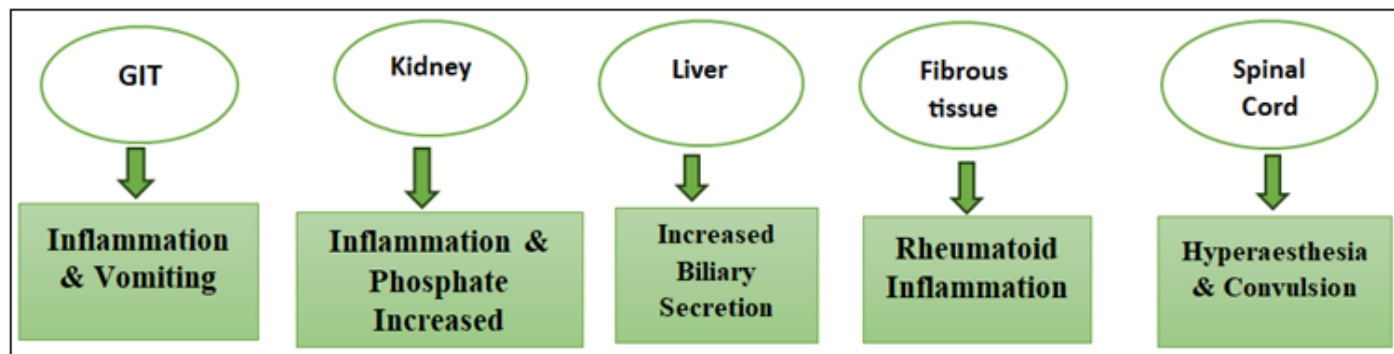 GIT
Kidney
Liver
Fibrous
tissue
Spinal
Cord
Inflammation
& Vomiting
Inflammation &
Phosphate
Increased
Increased
Biliary
Secretion
Rheumatoid
Inflammation
Hyperaesthesia
& Convulsion